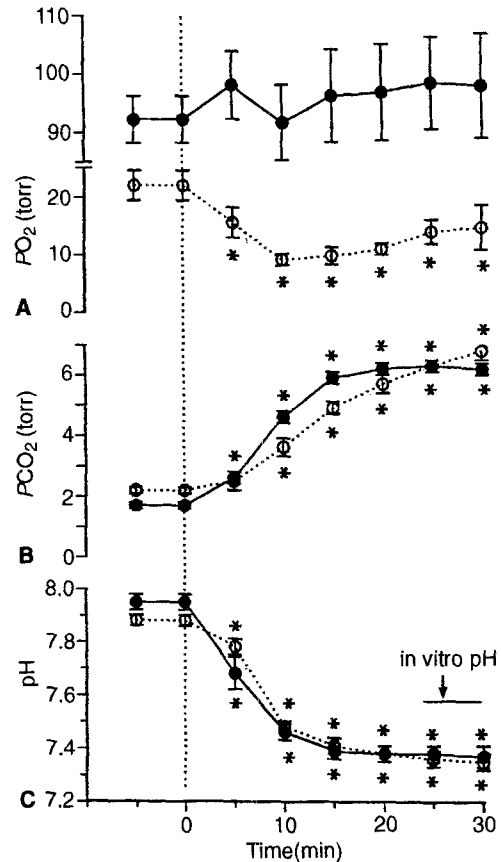 110
100
90
20
10
0
PO₂ (torr)
A
6
4
2
0
PCO₂ (torr)
B
8.0
7.8
7.6
7.4
7.2
pH
in vitro pH
C
0 10 20 30
Time(min)